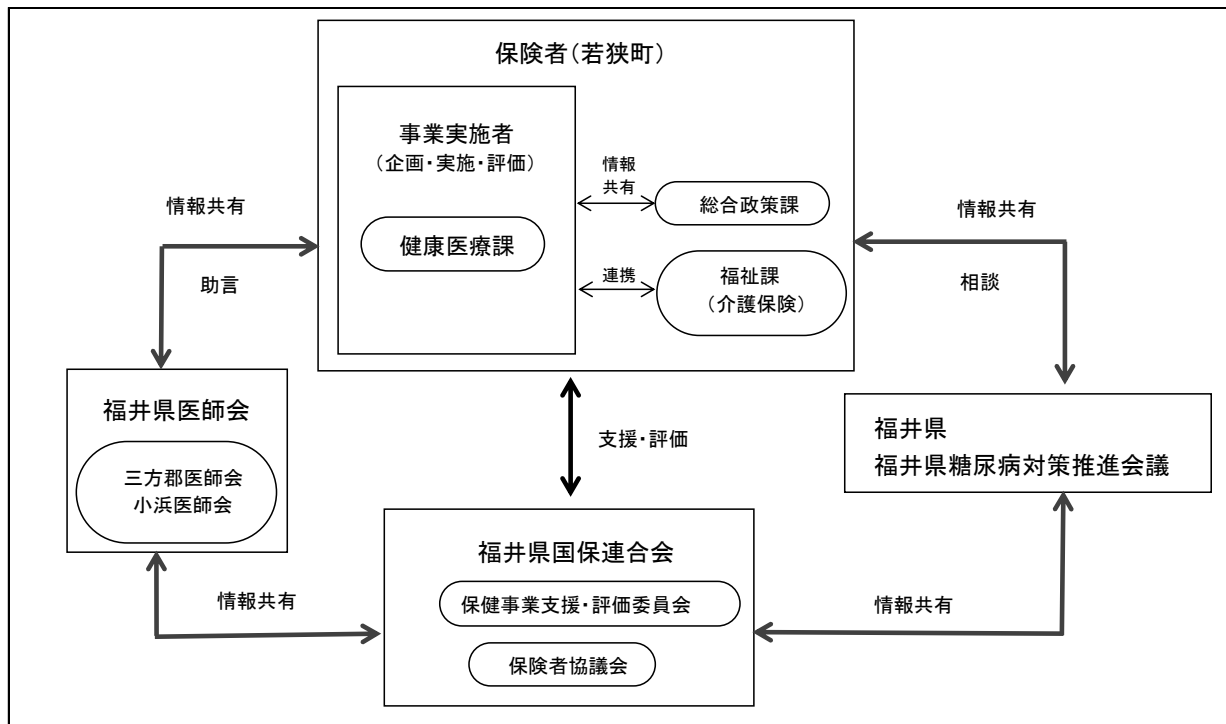 保険者（若狭町）
事業実施者
（企画・実施・評価）
健康医療課
情報
共有
総合政策課
連携
福祉課
（介護保険）
情報共有
助言
情報共有
相談
福井県医師会
三方郡医師会
小浜医師会
支援・評価
福井県
福井県糖尿病対策推進会議
福井県国保連合会
保健事業支援・評価委員会
保険者協議会
情報共有
情報共有